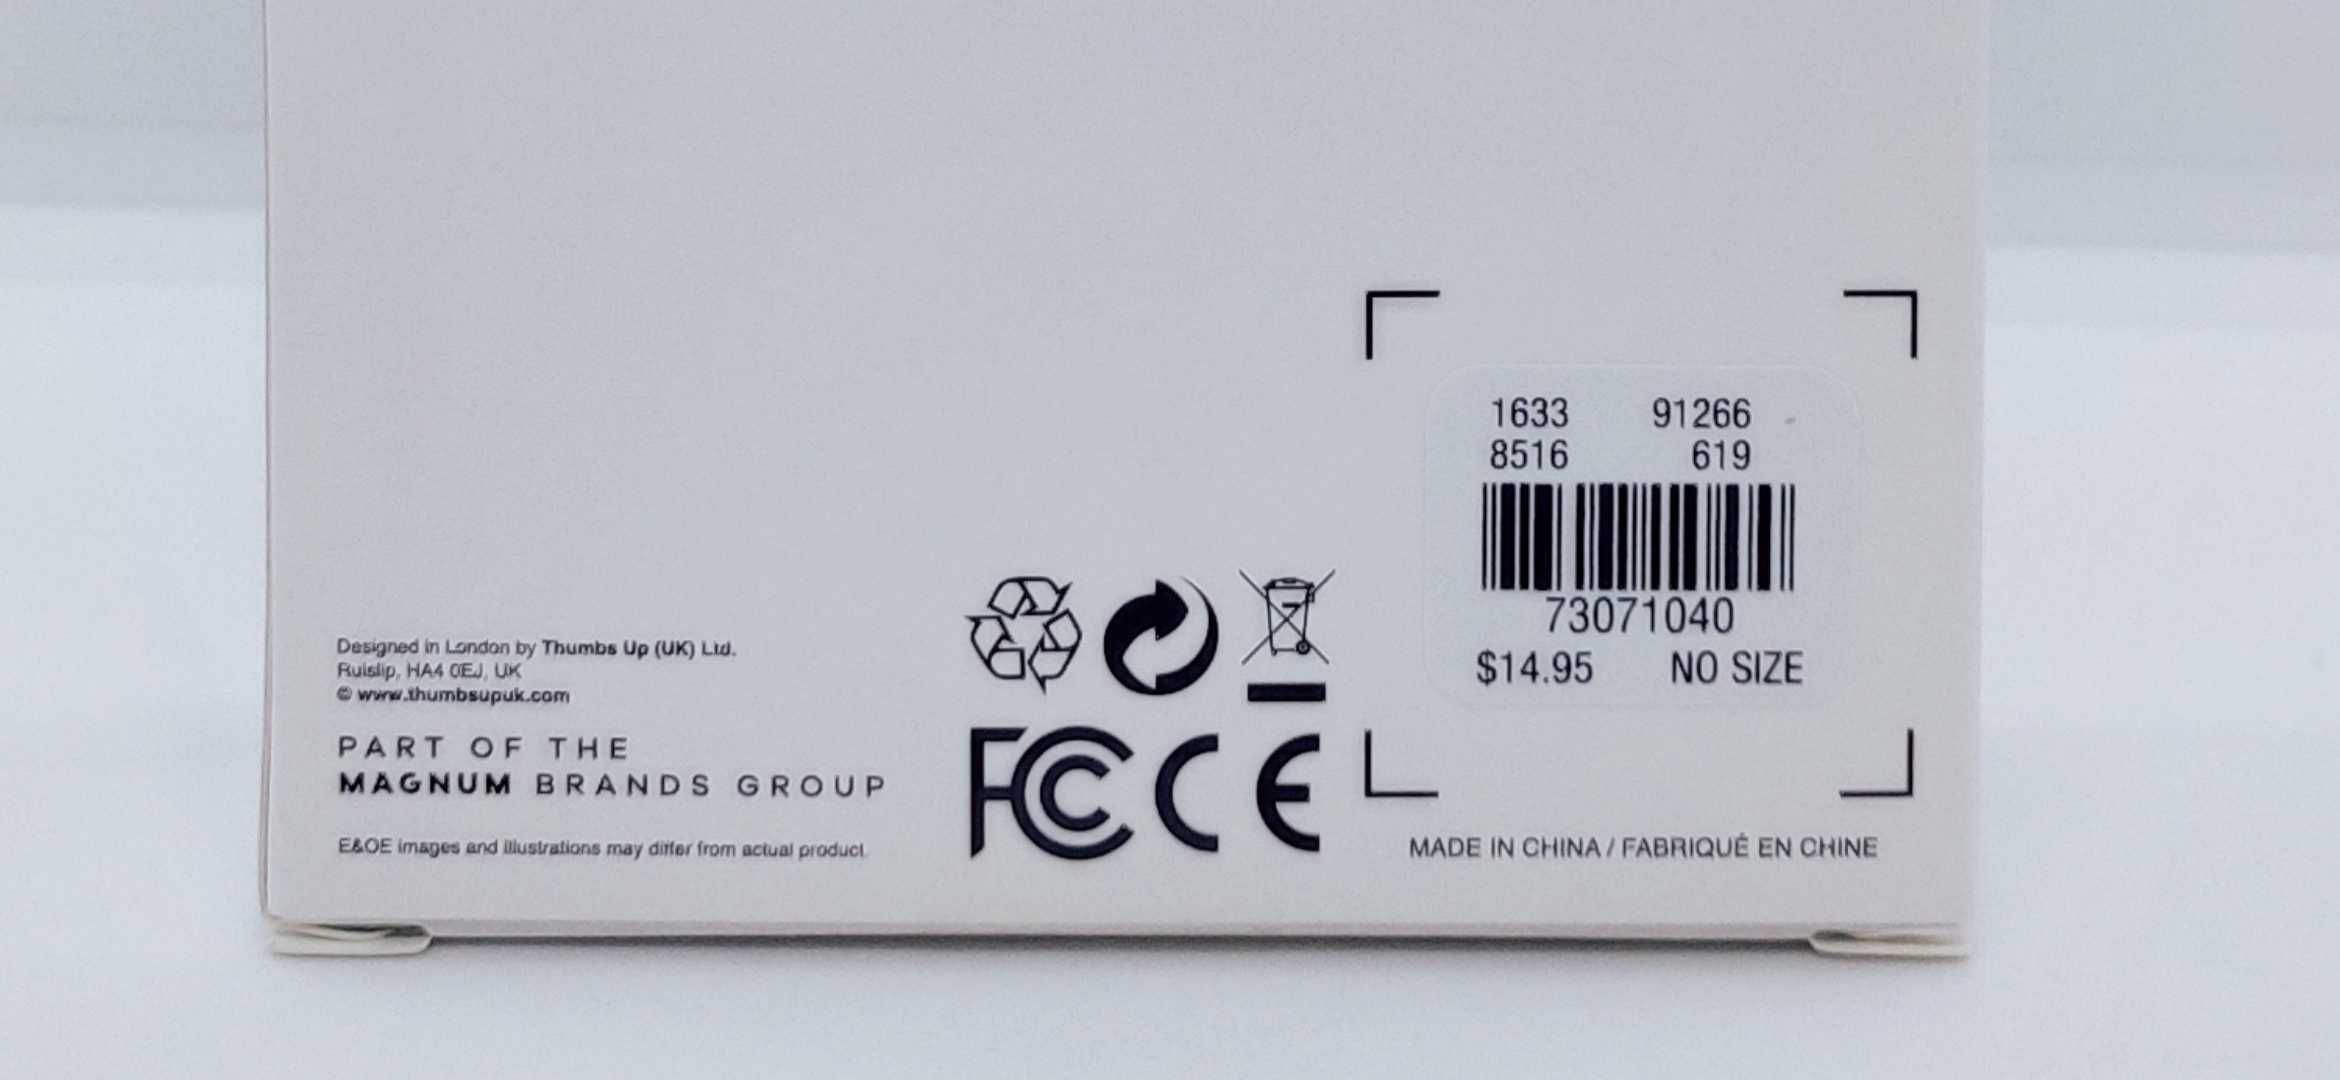 Designed in London by Thumbs Up (UK) Ltd.
Ruislip, HA4 0EJ, UK
© www.thumbsupuk.com
PART OF THE
MAGNUM BRANDS GROUP
E&OE images and illustrations may differ from actual product.
FC CE
1633 91266
8516 619
73071040
$14.95 NO SIZE
MADE IN CHINA / FABRIQUÉ EN CHINE